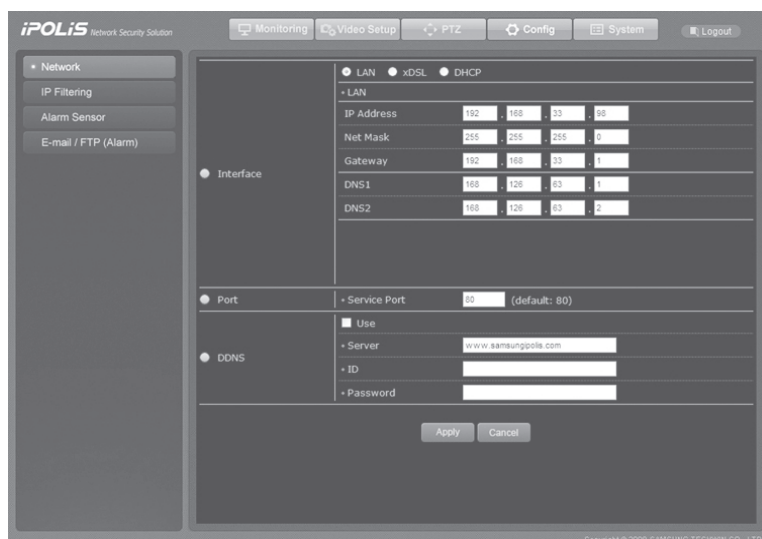 iPOLiS Network Security Solution
Monitoring Video Setup PTZ Config System Logout
Network
IP Filtering
Alarm Sensor
E-mail / FTP (Alarm)
Interface
LAN xDSL DHCP
LAN
IP Address 192 . 168 . 33 . 98
Net Mask 255 . 255 . 255 . 0
Gateway 192 . 168 . 33 . 1
DNS1 168 . 126 . 63 . 1
DNS2 168 . 126 . 63 . 2
Port Service Port 80 (default: 80)
DDNS
Use
Server www.samsungipolis.com
ID
Password
Apply Cancel